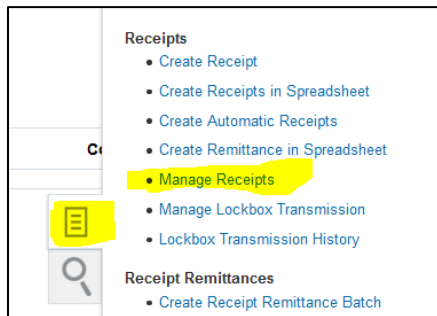 Receipts
• Create Receipt
• Create Receipts in Spreadsheet
• Create Automatic Receipts
• Create Remittance in Spreadsheet
• Manage Receipts
• Manage Lockbox Transmission
• Lockbox Transmission History
Receipt Remittances
• Create Receipt Remittance Batch